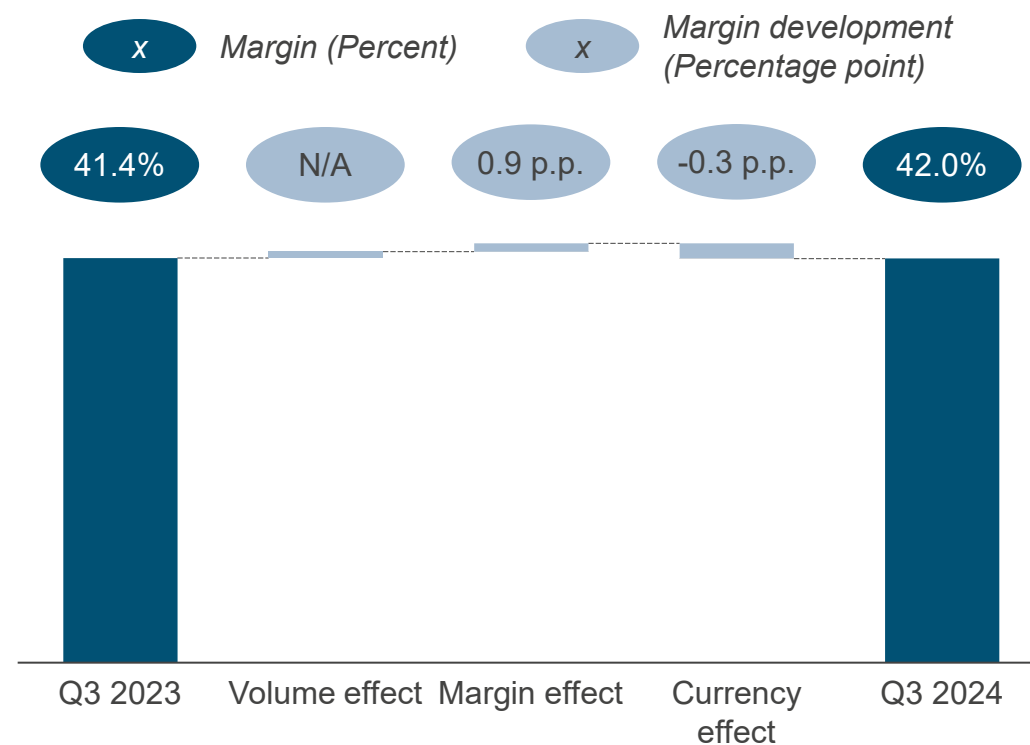 x Margin (Percent)
x Margin development
(Percentage point)
41.4% N/A 0.9 p.p. -0.3 p.p. 42.0%
Q3 2023 Volume effect Margin effect Currency Q3 2024
effect